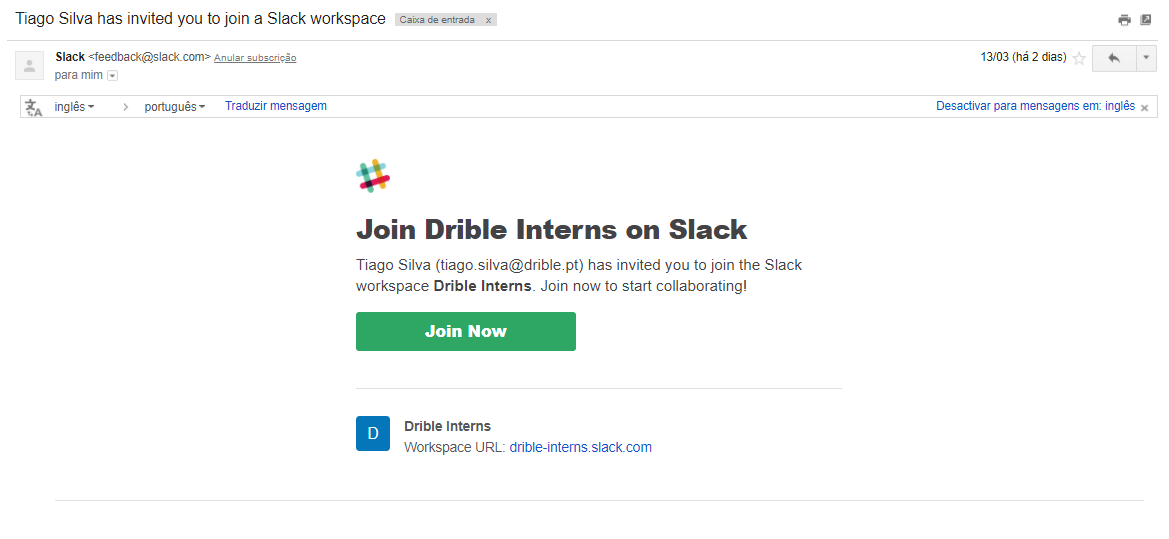 Tiago Silva has invited you to join a Slack workspace Caixa de entrada x
Slack <feedback@slack.com> Anular subscrição 13/03 (há 2 dias)
para mim
inglês português Traduzir mensagem Desactivar para mensagens em: inglês
Join Drible Interns on Slack
Tiago Silva (tiago.silva@drible.pt) has invited you to join the Slack
workspace Drible Interns. Join now to start collaborating!
Join Now
D Drible Interns
Workspace URL: drible-interns.slack.com